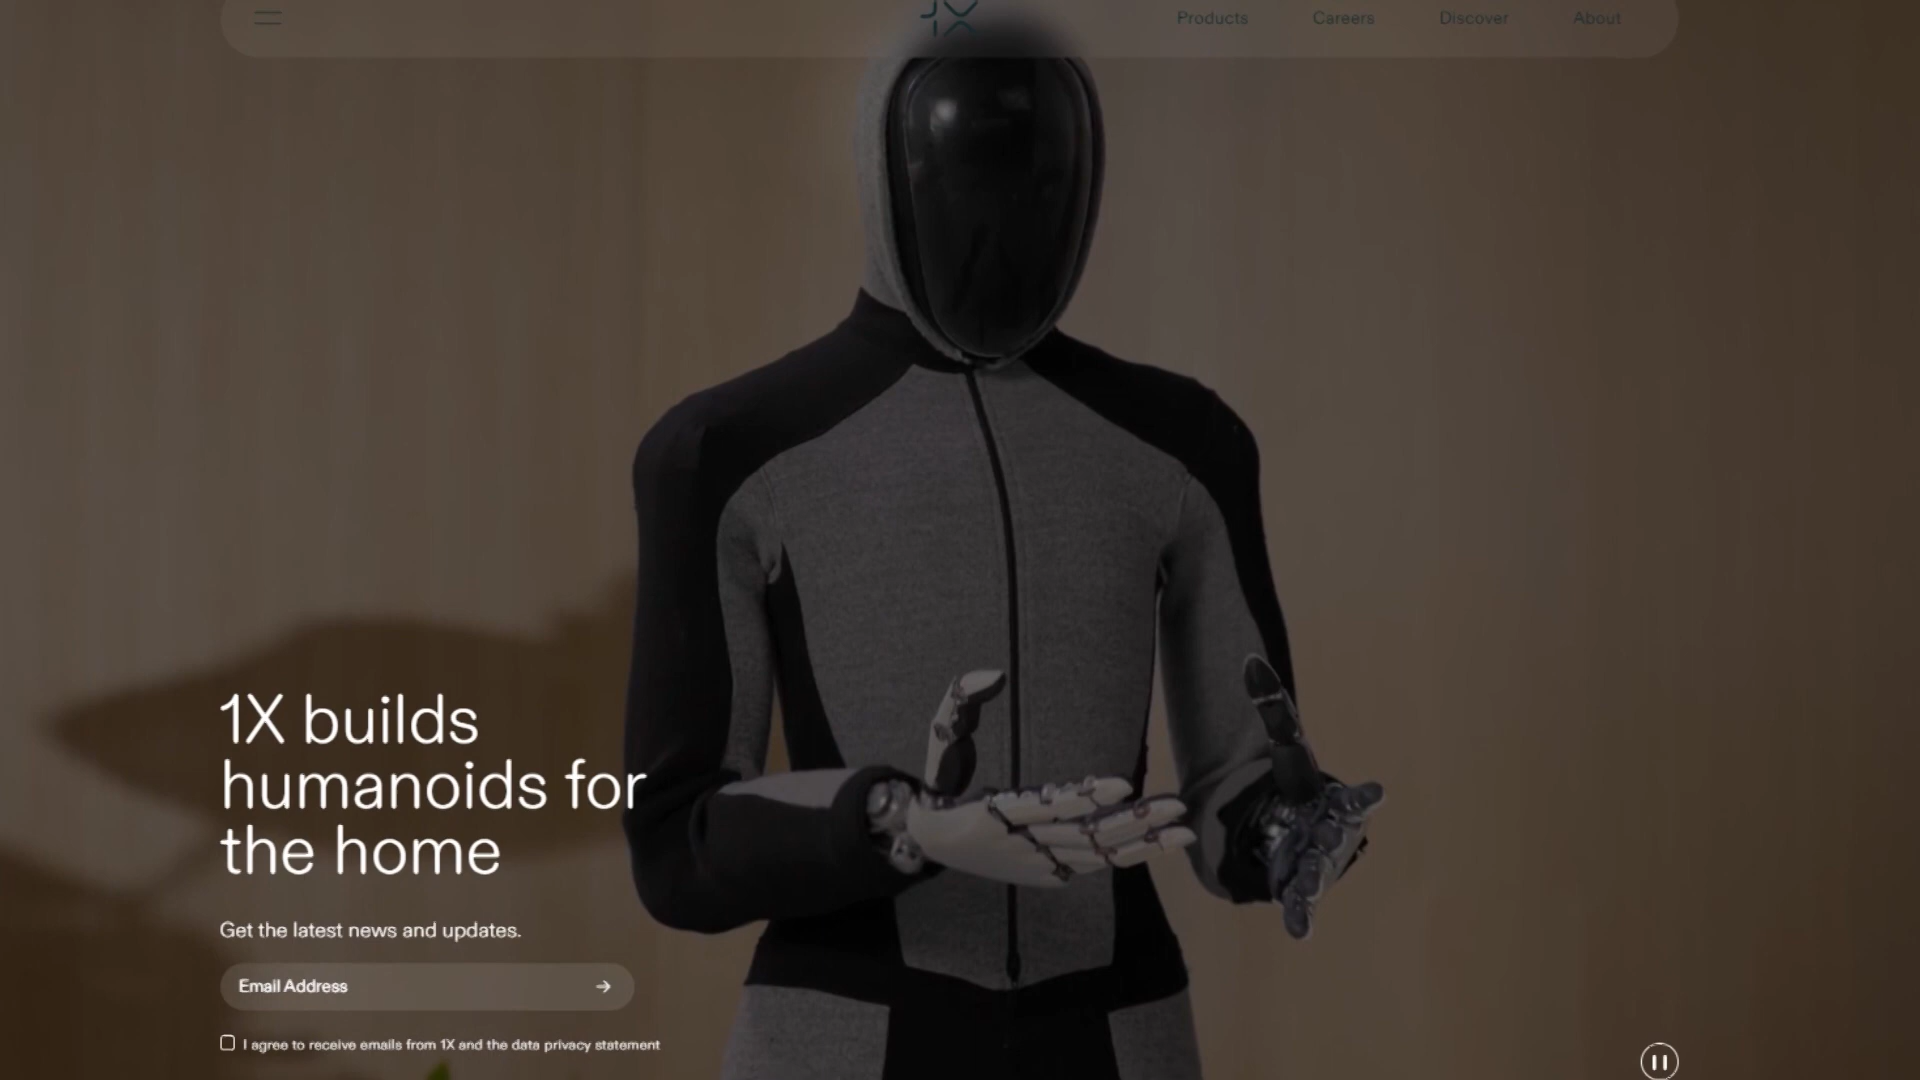 1X
Products
Careers
Discover
About
1X builds
humanoids for
the home
Get the latest news and updates.
Email Address
I agree to receive emails from 1X and the data privacy statement